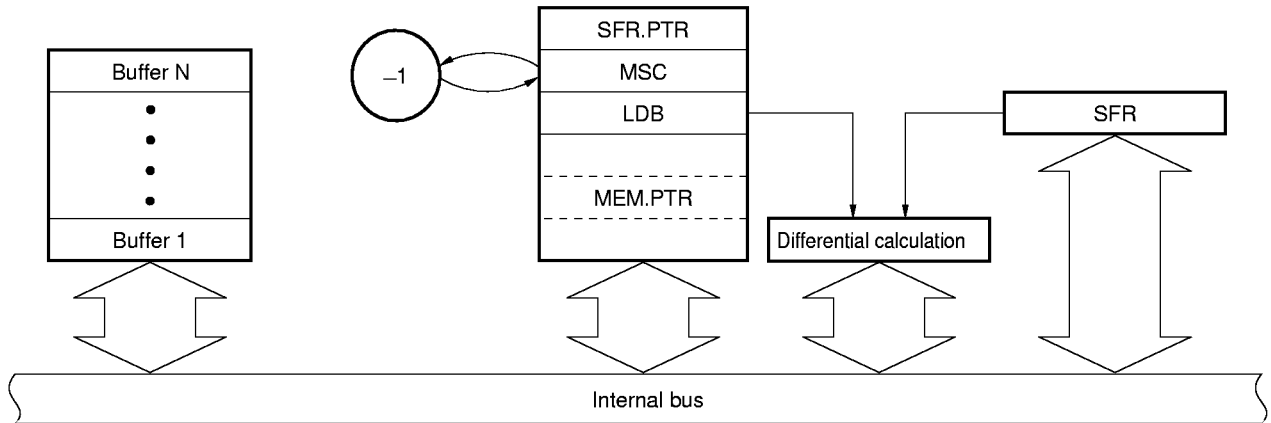 Buffer N
Buffer 1
–1
SFR.PTR
MSC
LDB
MEM.PTR
Differential calculation
SFR
Internal bus